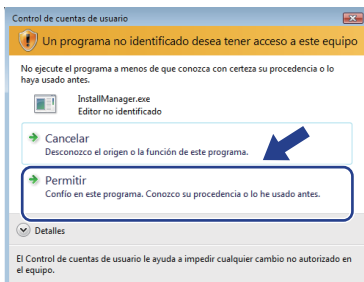 Control de cuentas de usuario
Un programa no identificado desea tener acceso a este equipo
No ejecute el programa a menos de que conozca con certeza su procedencia o lo
haya usado antes.
InstallManager.exe
Editor no identificado
Cancelar
Desconozco el origen o la función de este programa.
Permitir
Confío en este programa. Conozco su procedencia o lo he usado antes.
Detalles
El Control de cuentas de usuario le ayuda a impedir cualquier cambio no autorizado en
el equipo.